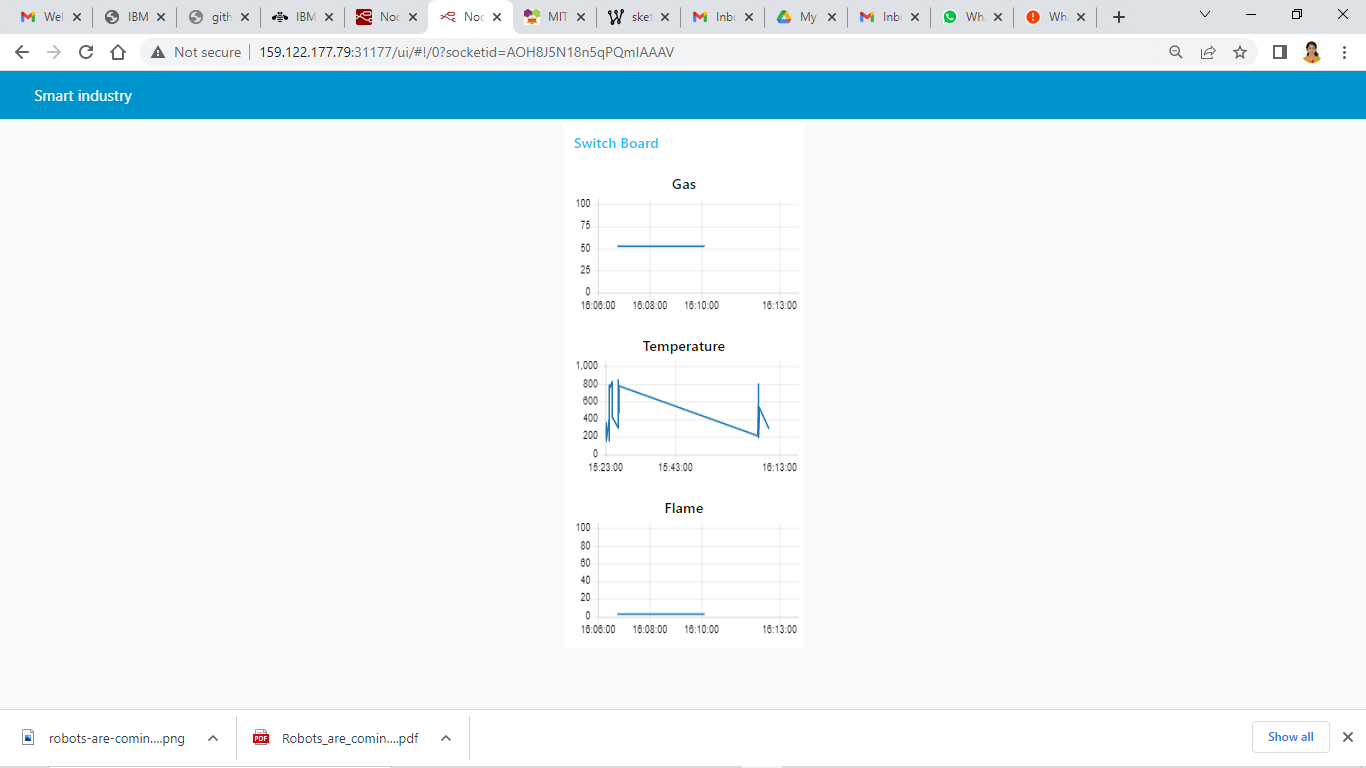 Wel IBM gith IBM Noc Noc MIT sket Inbo My Inbo Wha Wh
Not secure 159.122.177.79:31177/ui/#!/0?socketid=AOH8J5N18n5qPQmIAAAV
Smart industry
Switch Board
Gas
100
75
50
25
0
16:06:00 16:08:00 16:10:00 16:13:00
Temperature
1,000
800
600
400
200
0
15:23:00 15:43:00 16:13:00
Flame
100
80
60
40
20
0
16:06:00 16:08:00 16:10:00 16:13:00
robots-are-comin....png Robots_are_comin....pdf Show all